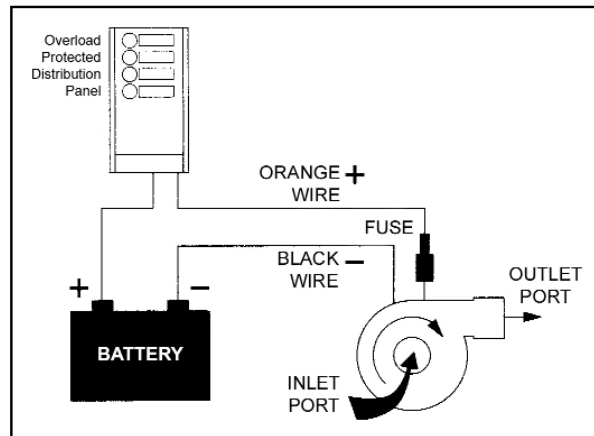 Overload
Protected
Distribution
Panel
ORANGE +
WIRE
FUSE
BLACK −
WIRE
OUTLET
PORT
+ −
BATTERY
INLET
PORT